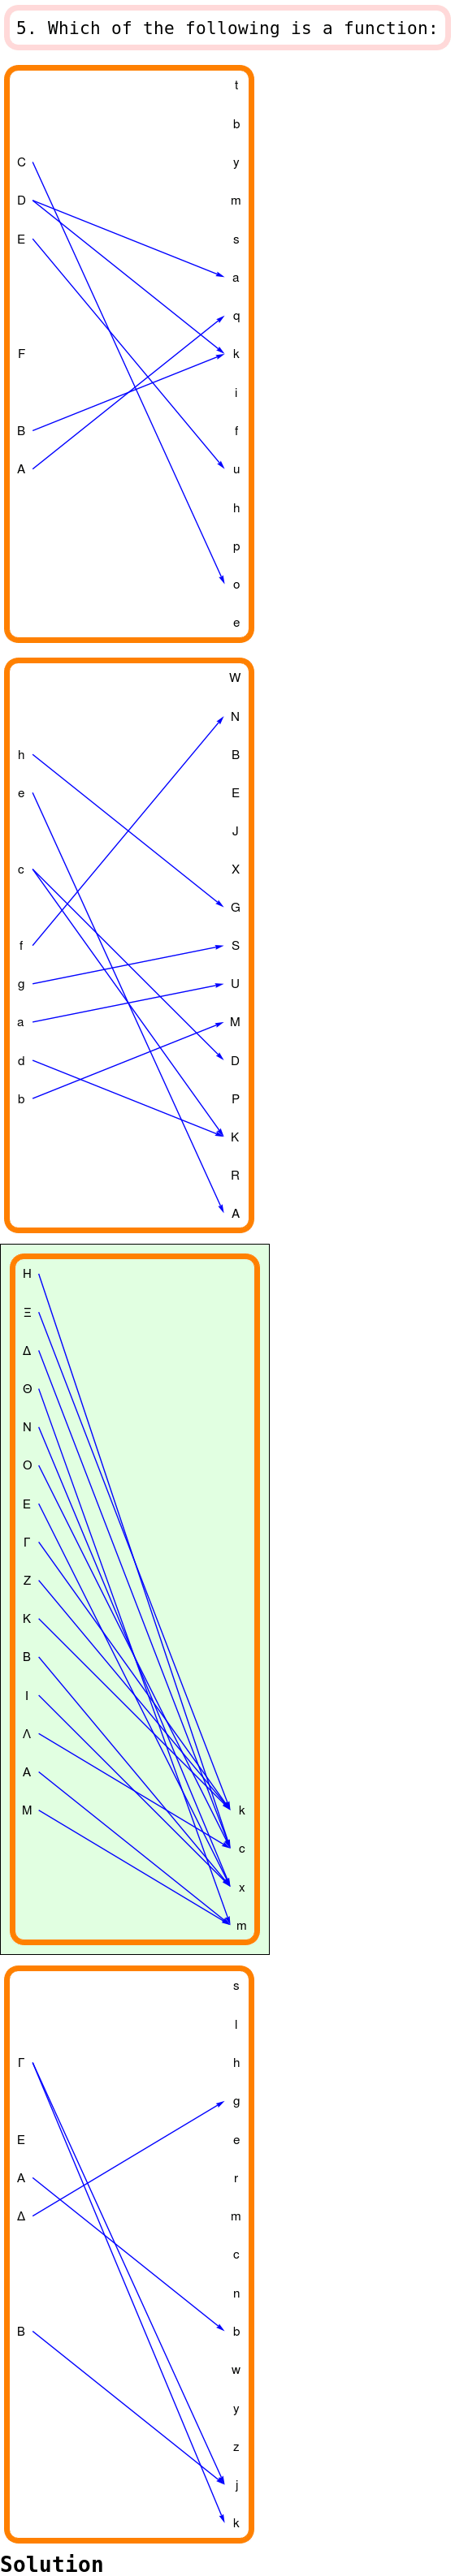 5. Which of the following is a function:
t
b
C y
D m
E s
a
q
F k
i
B f
A u
h
p
o
e
W
N
h B
e E
J
c X
G
f S
g U
a M
d D
b P
K
R
A
Η
Ξ
Δ
Θ
Ν
Ο
Ε
Γ
Ζ
Κ
Β
Ι
Λ
Α
Μ k
c
x
m
s
l
Γ h
g
Ε e
Α r
Δ m
c
n
Β b
w
y
z
j
k
Solution